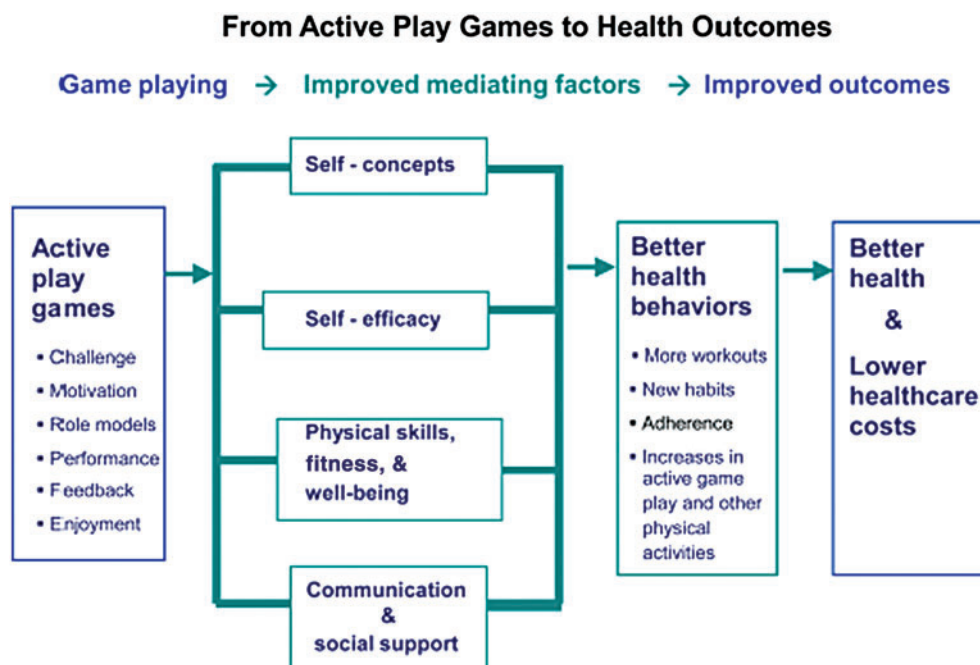 From Active Play Games to Health Outcomes
Game playing → Improved mediating factors → Improved outcomes
Active
play
games
• Challenge
• Motivation
• Role models
• Performance
• Feedback
• Enjoyment
Self - concepts
Self - efficacy
Physical skills,
fitness, &
well-being
Communication
&
social support
Better
health
behaviors
• More workouts
• New habits
• Adherence
• Increases in
active game
play and other
physical
activities
Better
health
&
Lower
healthcare
costs